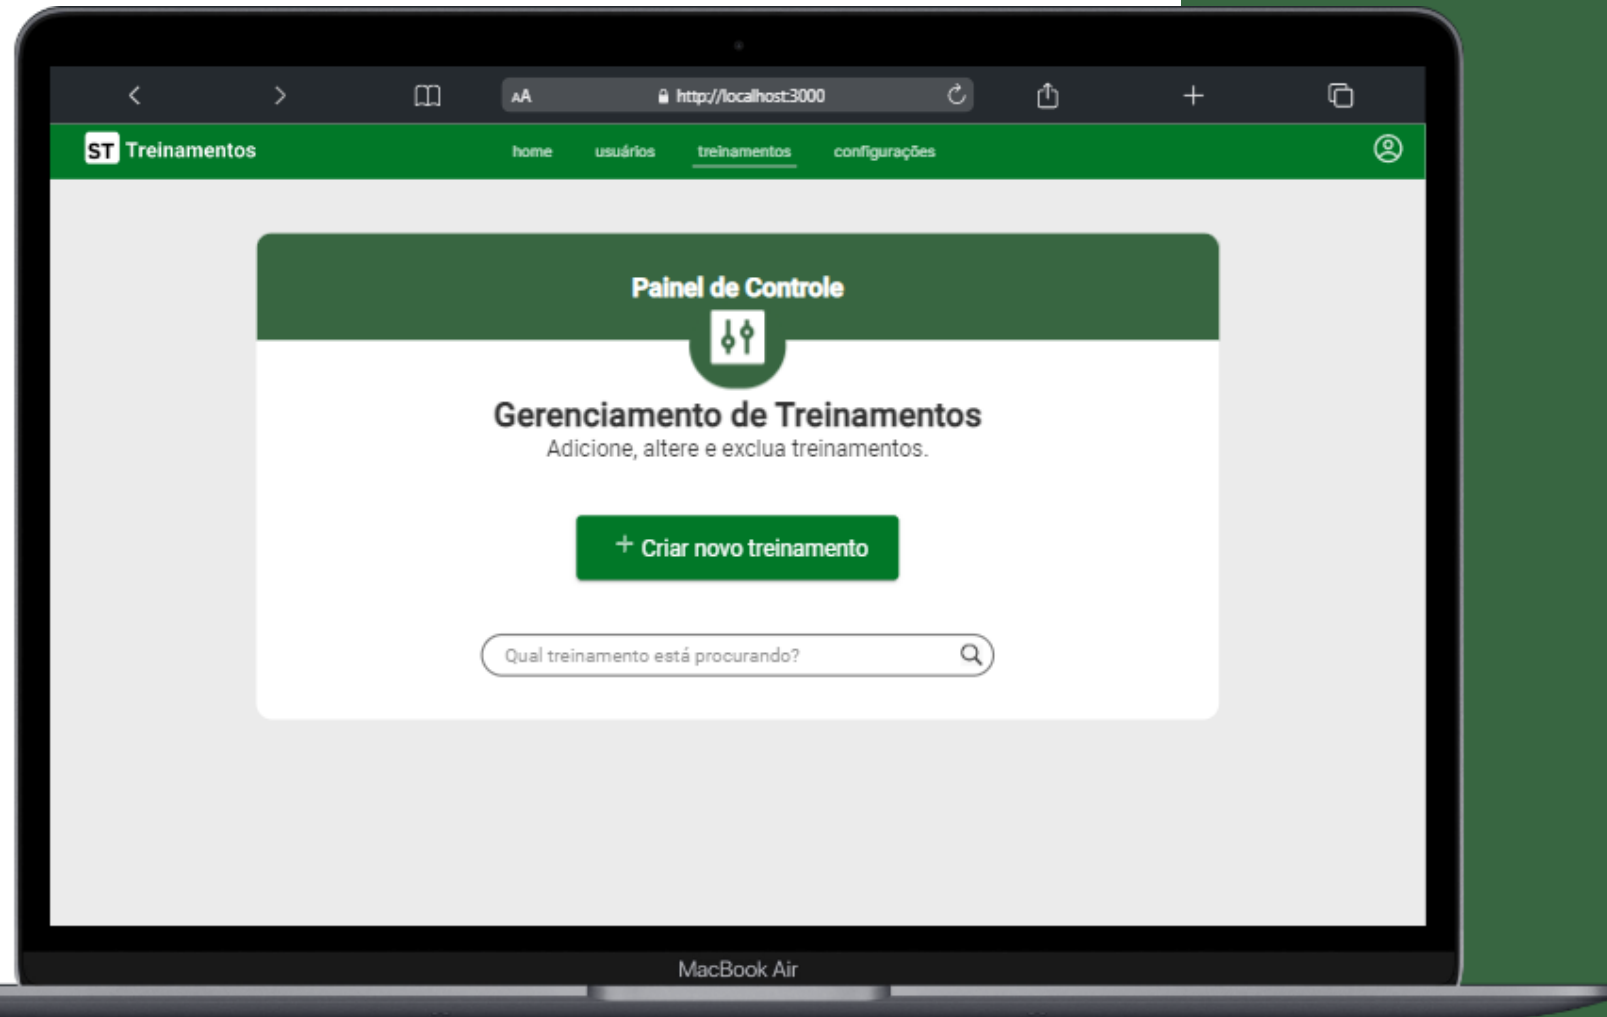 AA
http://localhost:3000
ST Treinamentos
home usuários treinamentos configurações
Painel de Controle
Gerenciamento de Treinamentos
Adicione, altere e exclua treinamentos.
+ Criar novo treinamento
Qual treinamento está procurando?
MacBook Air